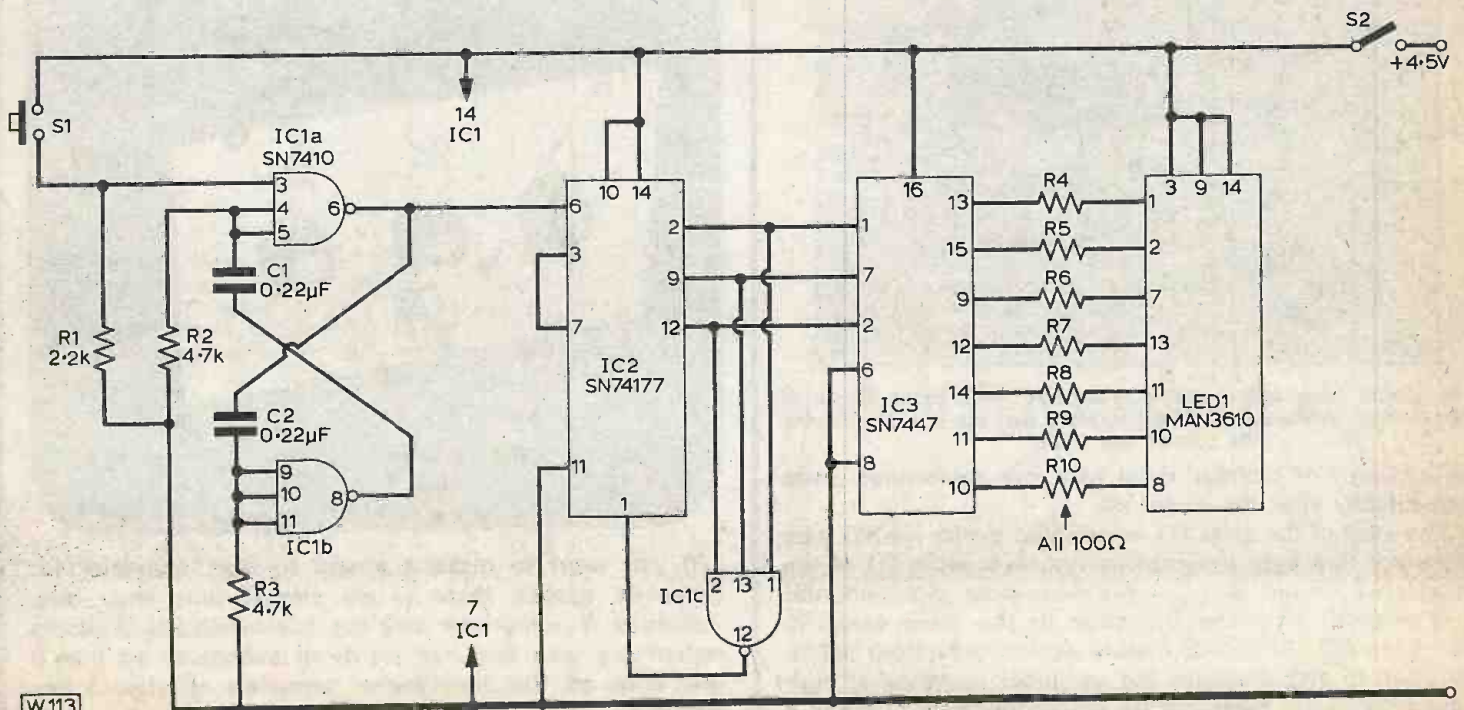 S2
+4·5V
14
IC1
S1
IC1a
SN7410
3
4
5
6
C1
0·22µF
R1
2·2k
R2
4·7k
C2
0·22µF
9
10
11
8
IC1b
R3
4·7k
7
IC1
10 14
6
3
7
11
1
2
9
12
IC2
SN74177
2 13 1
IC1c
12
16
1
7
2
6
8
13
15
9
12
14
11
10
IC3
SN7447
R4
R5
R6
R7
R8
R9
R10
All 100Ω
3 9 14
1
2
7
13
11
10
8
LED1
MAN3610
W113